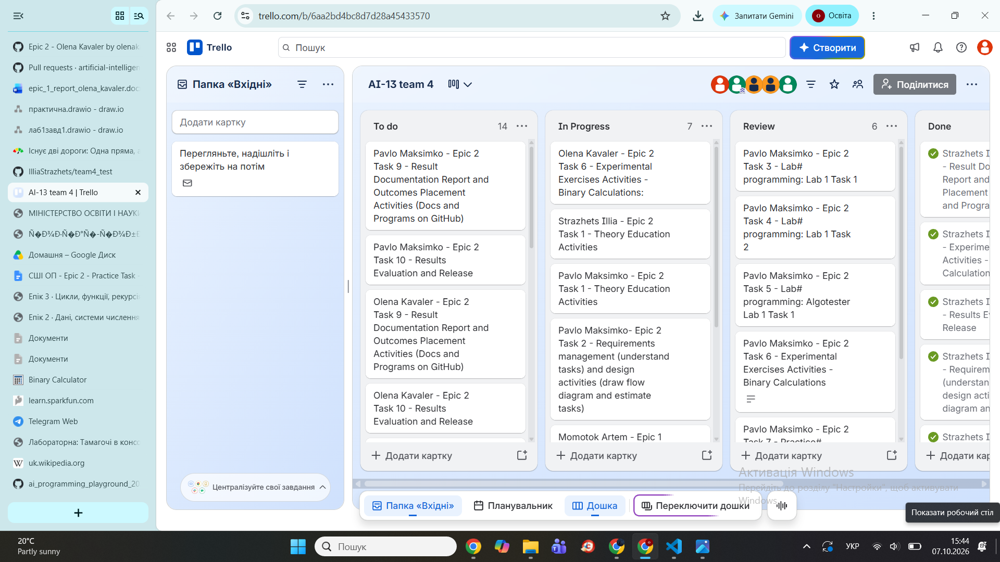 trello.com/b/6aa2bd4bc8d7d28a45433570
Запитати Gemini
Освіта
Epic 2 - Olena Kavaler by olenak
Pull requests · artificial-intelligen
epic_1_report_olena_kavaler.doc
практична.drawio - draw.io
лаб1завд1.drawio - draw.io
Існує дві дороги: Одна пряма, а
IlliaStrazhets/team4_test
AI-13 team 4 | Trello
МІНІСТЕРСТВО ОСВІТИ І НАУКИ
Домашня – Google Диск
СШІ ОП - Epic 2 - Practice Task -
Епік 3 · Цикли, функції, рекурсія
Епік 2 · Дані, системи числення
Документи
Документи
Binary Calculator
learn.sparkfun.com
Telegram Web
Лабораторна: Тамагочі в консо
uk.wikipedia.org
ai_programming_playground_20
Trello
Пошук
Створити
Папка «Вхідні»
Додати картку
Перегляньте, надішліть і
збережіть на потім
Централізуйте свої завдання
AI-13 team 4
Поділитися
To do 14
Pavlo Maksimko - Epic 2
Task 9 - Result
Documentation Report and
Outcomes Placement
Activities (Docs and
Programs on GitHub)
Pavlo Maksimko - Epic 2
Task 10 - Results
Evaluation and Release
Olena Kavaler - Epic 2
Task 9 - Result
Documentation Report and
Outcomes Placement
Activities (Docs and
Programs on GitHub)
Olena Kavaler - Epic 2
Task 10 - Results
Evaluation and Release
Додати картку
In Progress 7
Olena Kavaler - Epic 2
Task 6 - Experimental
Exercises Activities -
Binary Calculations:
Strazhets Illia - Epic 2
Task 1 - Theory Education
Activities
Pavlo Maksimko - Epic 2
Task 1 - Theory Education
Activities
Pavlo Maksimko- Epic 2
Task 2 - Requirements
management (understand
tasks) and design
activities (draw flow
diagram and estimate
tasks)
Momotok Artem - Epic 1
Додати картку
Review 6
Pavlo Maksimko - Epic 2
Task 3 - Lab#
programming: Lab 1 Task 1
Pavlo Maksimko - Epic 2
Task 4 - Lab#
programming: Lab 1 Task
2
Pavlo Maksimko - Epic 2
Task 5 - Lab#
programming: Algotester
Lab 1 Task 1
Pavlo Maksimko - Epic 2
Task 6 - Experimental
Exercises Activities -
Binary Calculations
Pavlo Maksimko - Epic 2
Task 7 - Practice#
Додати картку
Done
Strazhets I
- Result Do
Report and
Placement
and Progra
Strazhets I
- Experime
Activities -
Calculation
Strazhets I
- Results Ev
Release
Strazhets I
- Requirem
(understan
design acti
diagram an
Strazhets I
Додати кар
Активація Windows
Перейдіть до розділу "Настройки", щоб активувати
Windows.
Папка «Вхідні»
Планувальник
Дошка
Переключити дошки
Показати робочий стіл
20°C
Partly sunny
Пошук
УКР
15:44
07.10.2026